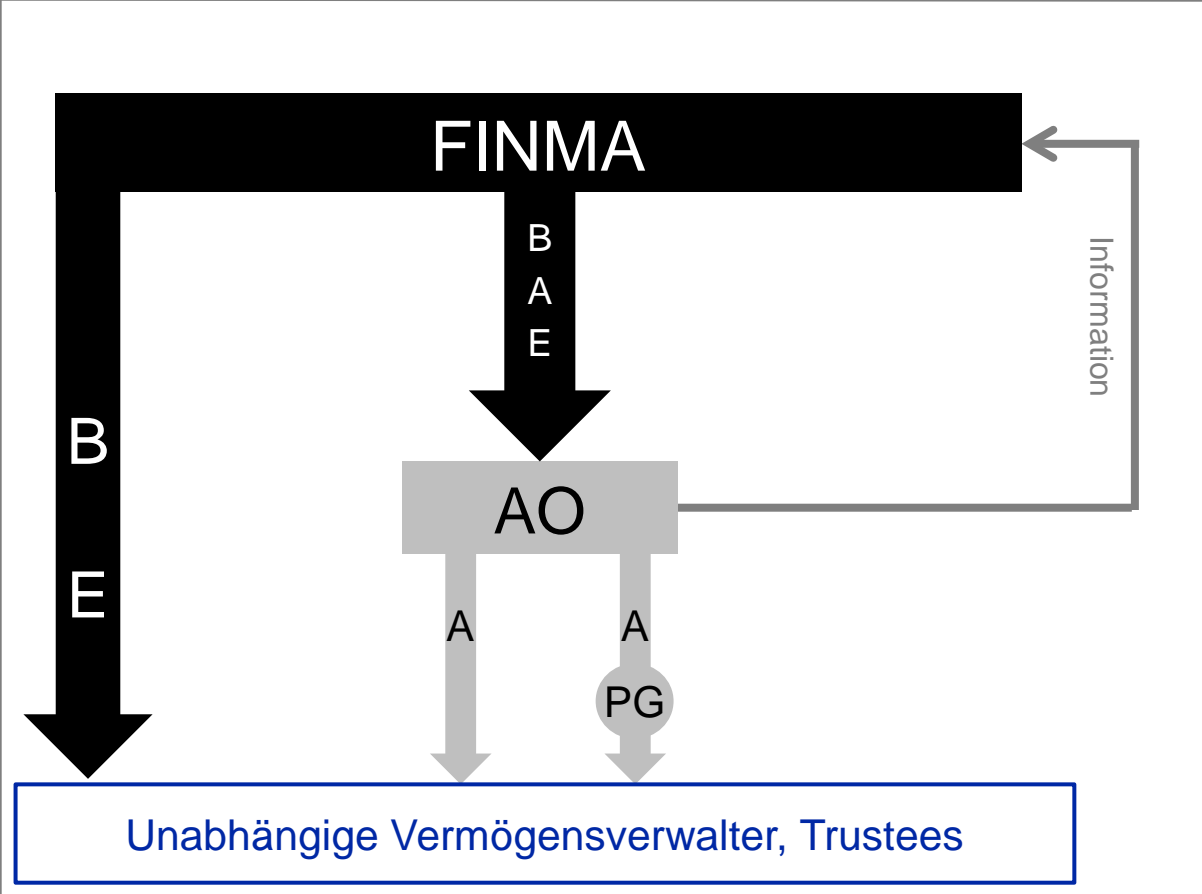 FINMA
B
A
E
Information
B
E
AO
A
A
PG
Unabhängige Vermögensverwalter, Trustees